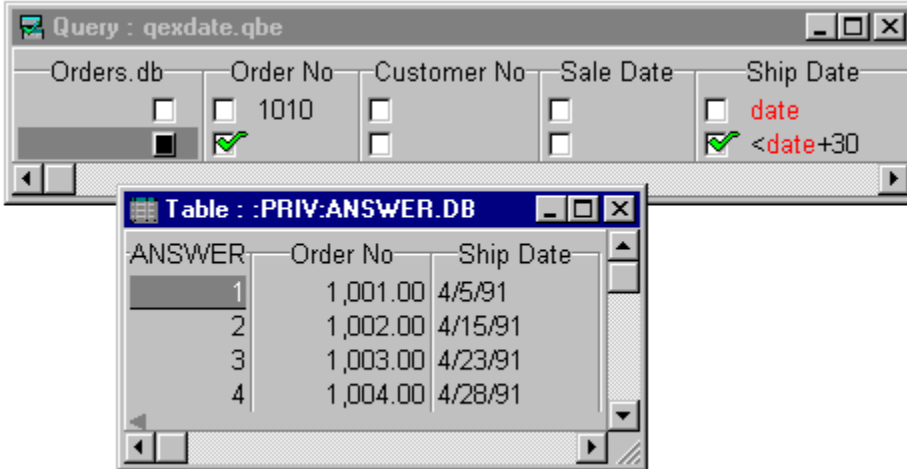 Query : qexdate.qbe
Orders.db Order No Customer No Sale Date Ship Date
1010 date
<date+30
Table : :PRIV:ANSWER.DB
ANSWER Order No Ship Date
1 1,001.00 4/5/91
2 1,002.00 4/15/91
3 1,003.00 4/23/91
4 1,004.00 4/28/91